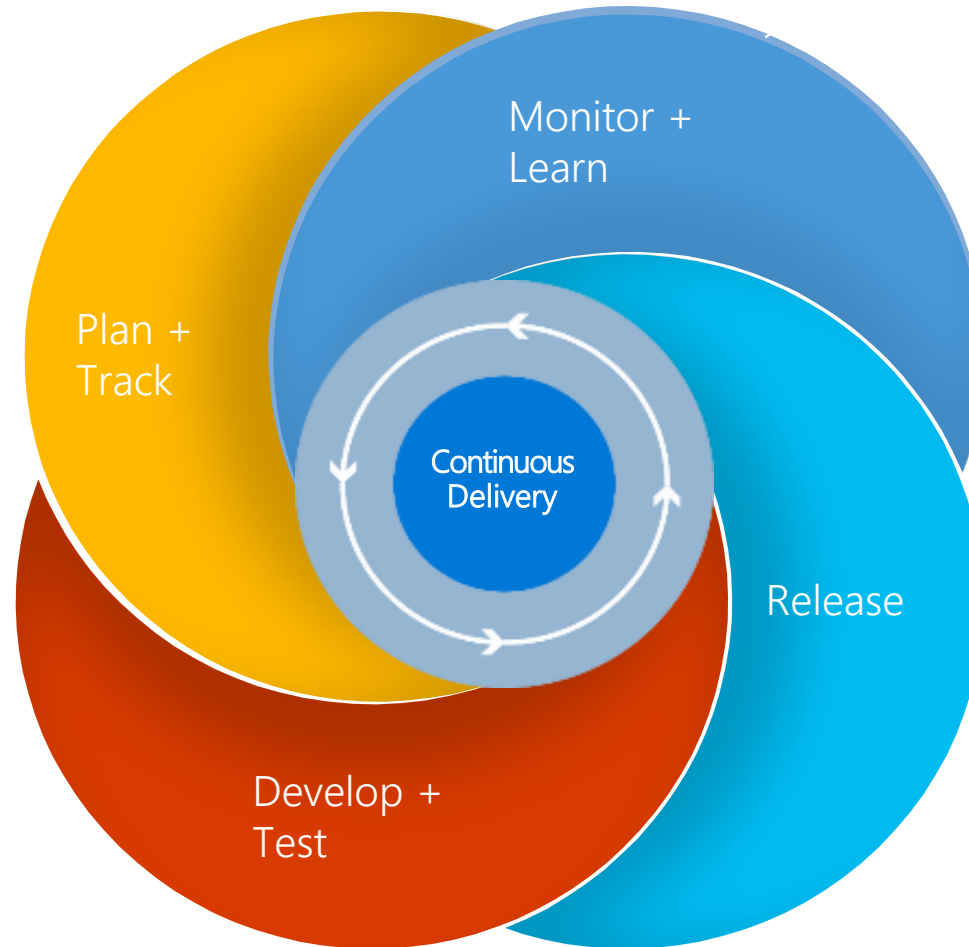 Monitor +
Learn
Plan +
Track
Continuous
Delivery
Release
Develop +
Test